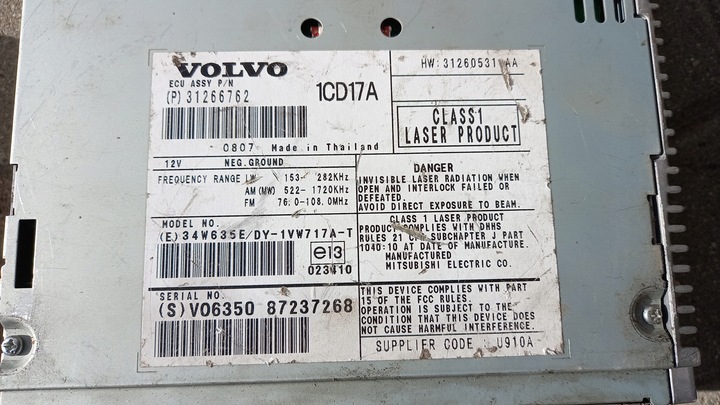 VOLVO
ECU ASSY P/N
(P) 31266762
1CD17A
0807 Made in Thailand
12V NEG. GROUND
FREQUENCY RANGE LW 153- 282KHz
AM (MW) 522- 1720KHz
FM 76.0-108.0MHz
MODEL NO.
(E) 34W635E/DY-1VW717A-T
e13
023410
SERIAL NO.
(S) VO6350 87237268
HW: 31260531 AA
CLASS1
LASER PRODUCT
DANGER
INVISIBLE LASER RADIATION WHEN
OPEN AND INTERLOCK FAILED OR
DEFEATED.
AVOID DIRECT EXPOSURE TO BEAM.
CLASS 1 LASER PRODUCT
PRODUCT COMPLIES WITH DHHS
RULES 21 CFR SUBCHAPTER J PART
1040:10 AT DATE OF MANUFACTURE.
MANUFACTURED
MITSUBISHI ELECTRIC CO.
THIS DEVICE COMPLIES WITH PART
15 OF THE FCC RULES.
OPERATION IS SUBJECT TO THE
CONDITION THAT THIS DEVICE DOES
NOT CAUSE HARMFUL INTERFERENCE.
SUPPLIER CODE : U910A